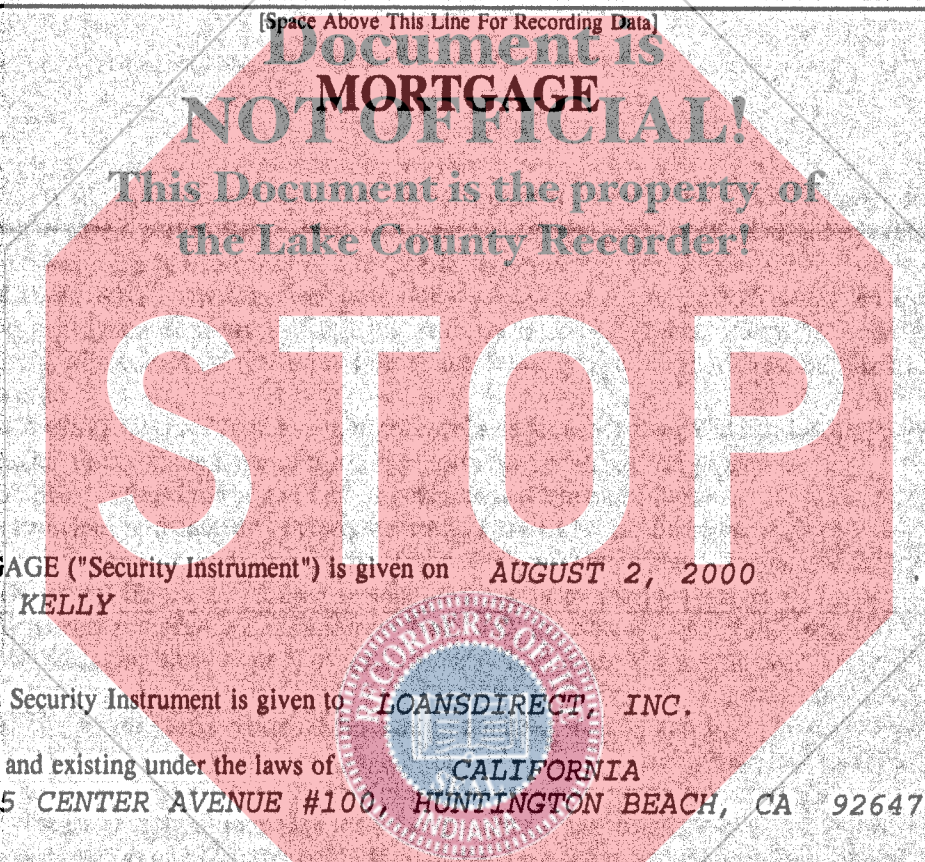 [Space Above This Line For Recording Data]
Document is
MORTGAGE
NOT OFFICIAL!
This Document is the property of
the Lake County Recorder!
STOP
GAGE ("Security Instrument") is given on AUGUST 2, 2000
KELLY
RECORDER'S OFFICE
Security Instrument is given to LOANSDIRECT, INC.
and existing under the laws of CALIFORNIA
5 CENTER AVENUE #100, HUNTINGTON BEACH, CA 92647
SEAL
INDIANA